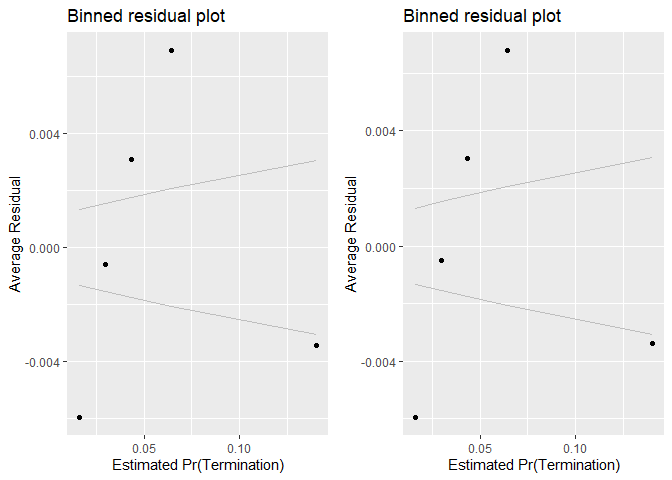 Binned residual plot
Average Residual
0.004
0.000
-0.004
0.05 0.10
Estimated Pr(Termination)
Binned residual plot
Average Residual
0.004
0.000
-0.004
0.05 0.10
Estimated Pr(Termination)